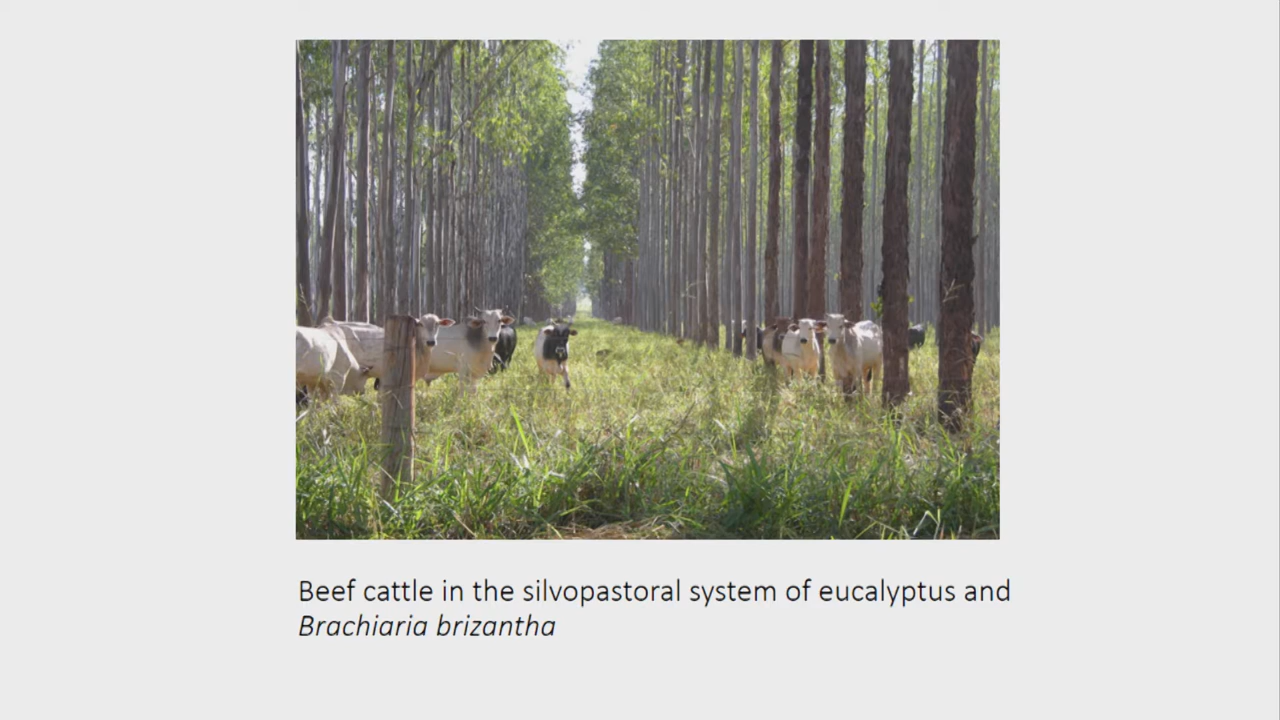 Beef cattle in the silvopastoral system of eucalyptus and
Brachiaria brizantha